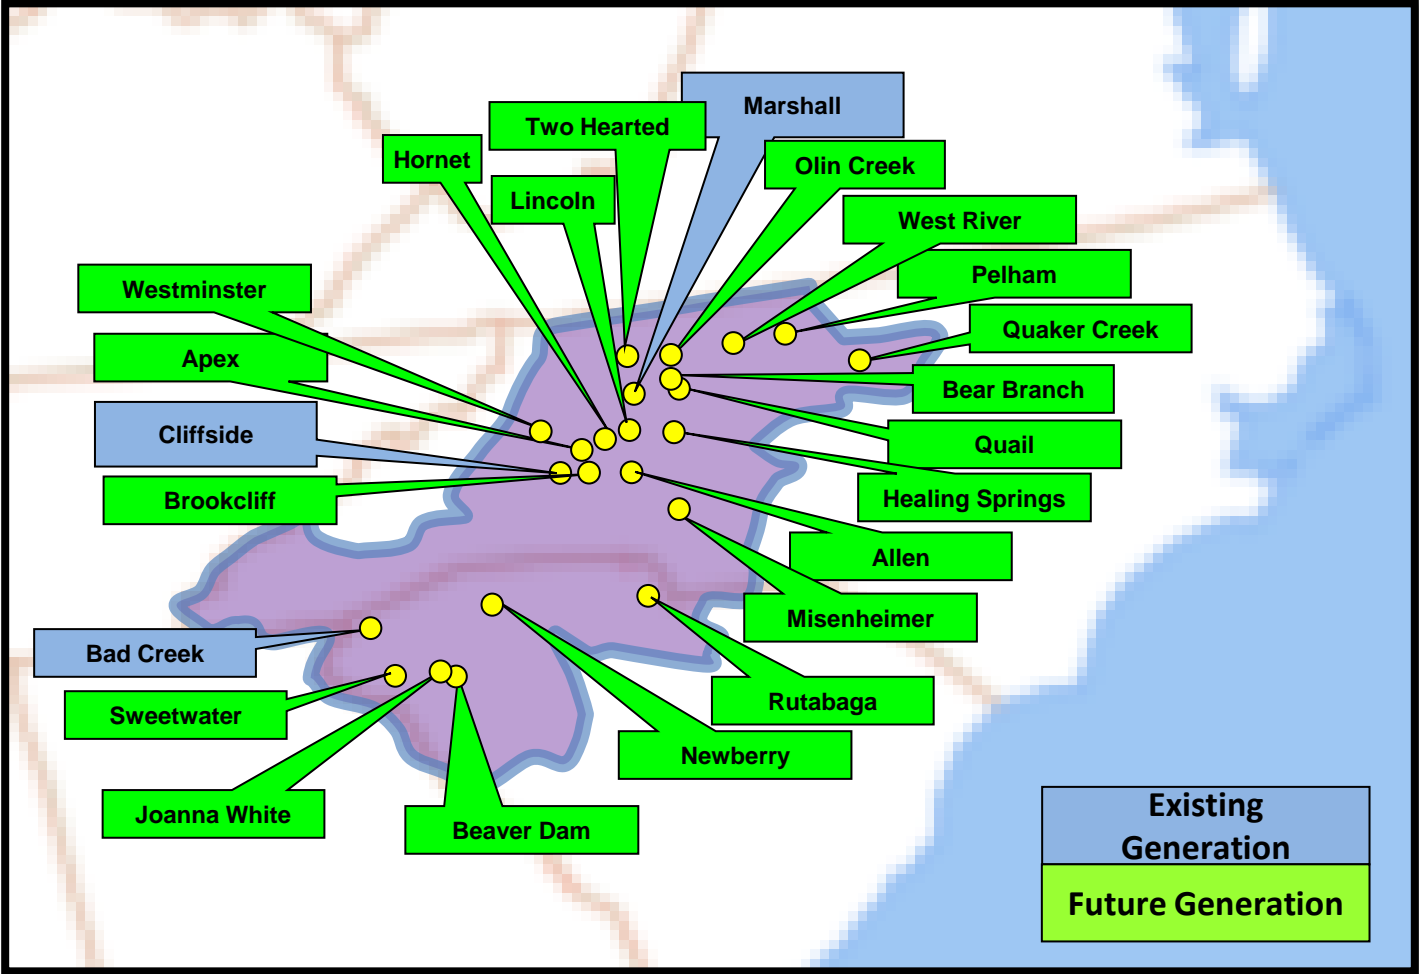 Marshall
Two Hearted
Hornet
Olin Creek
Lincoln
West River
Pelham
Westminster
Quaker Creek
Apex
Bear Branch
Cliffside
Quail
Brookcliff
Healing Springs
Allen
Misenheimer
Bad Creek
Rutabaga
Sweetwater
Newberry
Joanna White
Beaver Dam
Existing
Generation
Future Generation